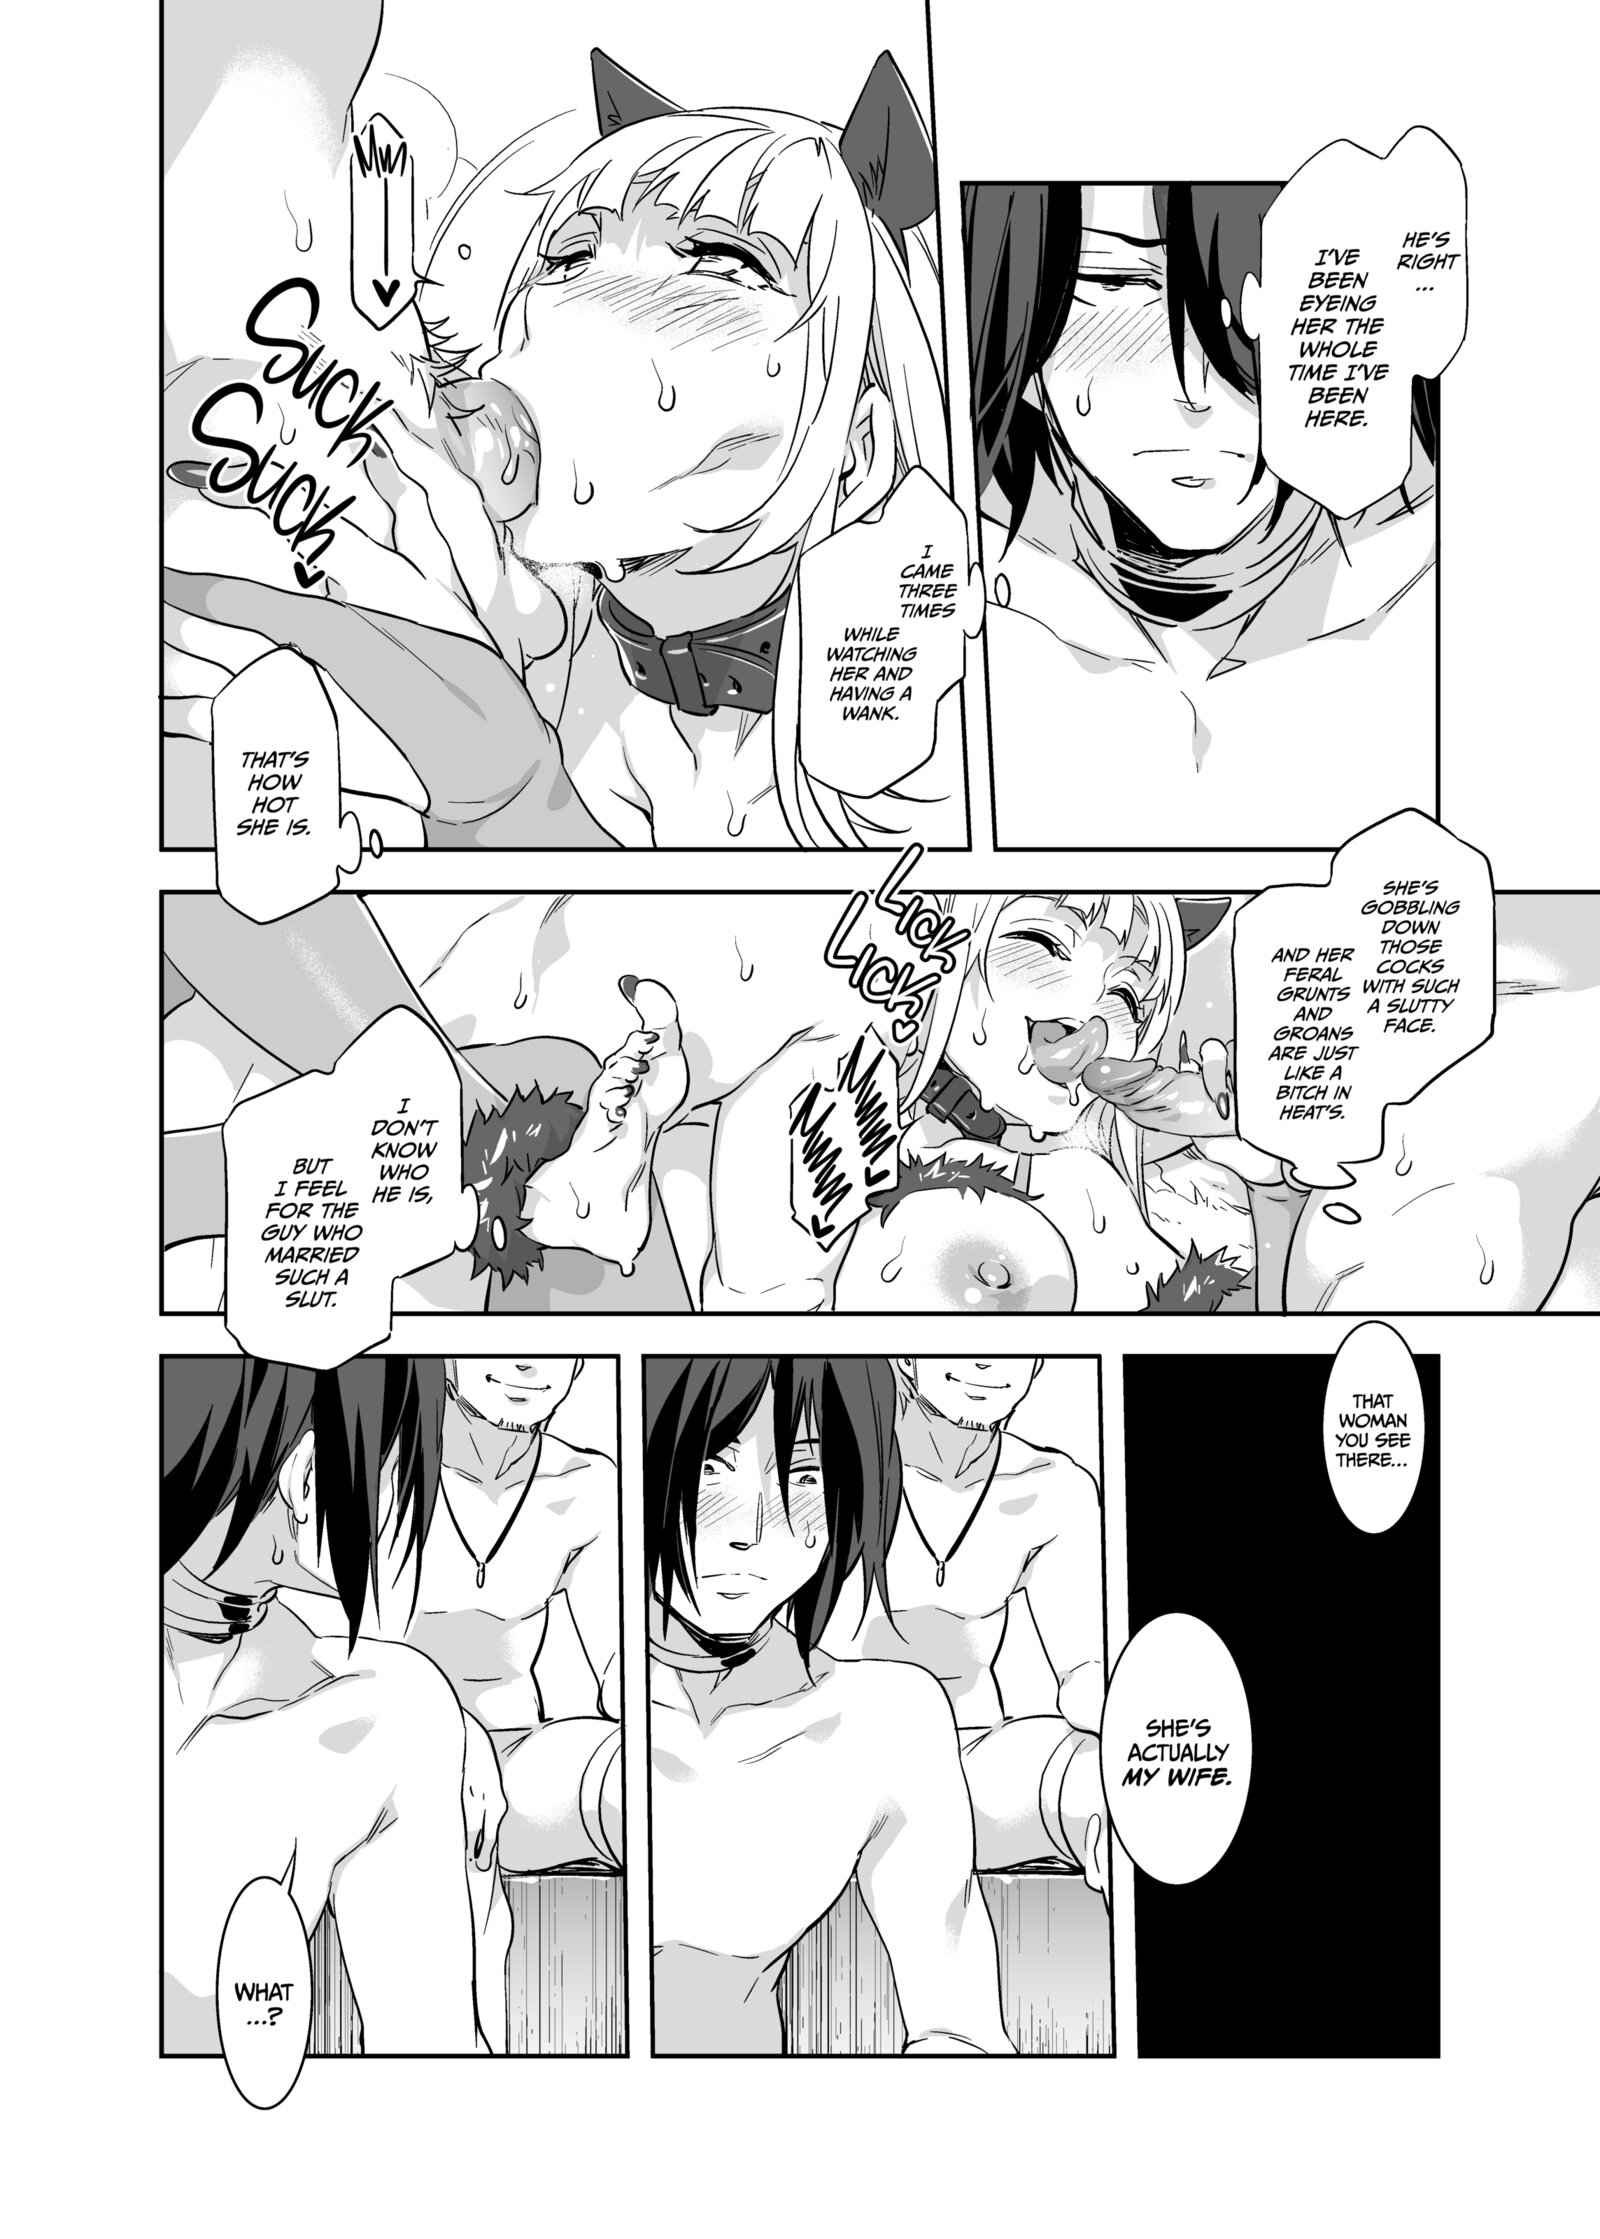 HE'S
RIGHT
...
I'VE
BEEN
EYEING
HER THE
WHOLE
TIME I'VE
BEEN
HERE.
I
CAME
THREE
TIMES
WHILE
WATCHING
HER AND
HAVING A
WANK.
MM
SUCK
SUCK
THAT'S
HOW
HOT
SHE IS.
SHE'S
GOBBLING
DOWN
THOSE
COCKS
WITH SUCH
A SLUTTY
FACE.
AND HER
FERAL
GRUNTS
AND
GROANS
ARE JUST
LIKE A
BITCH IN
HEAT'S.
LICK
LICK
I
DON'T
KNOW
WHO
HE IS,
BUT
I FEEL
FOR THE
GUY WHO
MARRIED
SUCH A
SLUT.
THAT
WOMAN
YOU SEE
THERE...
SHE'S
ACTUALLY
MY WIFE.
WHAT
...?